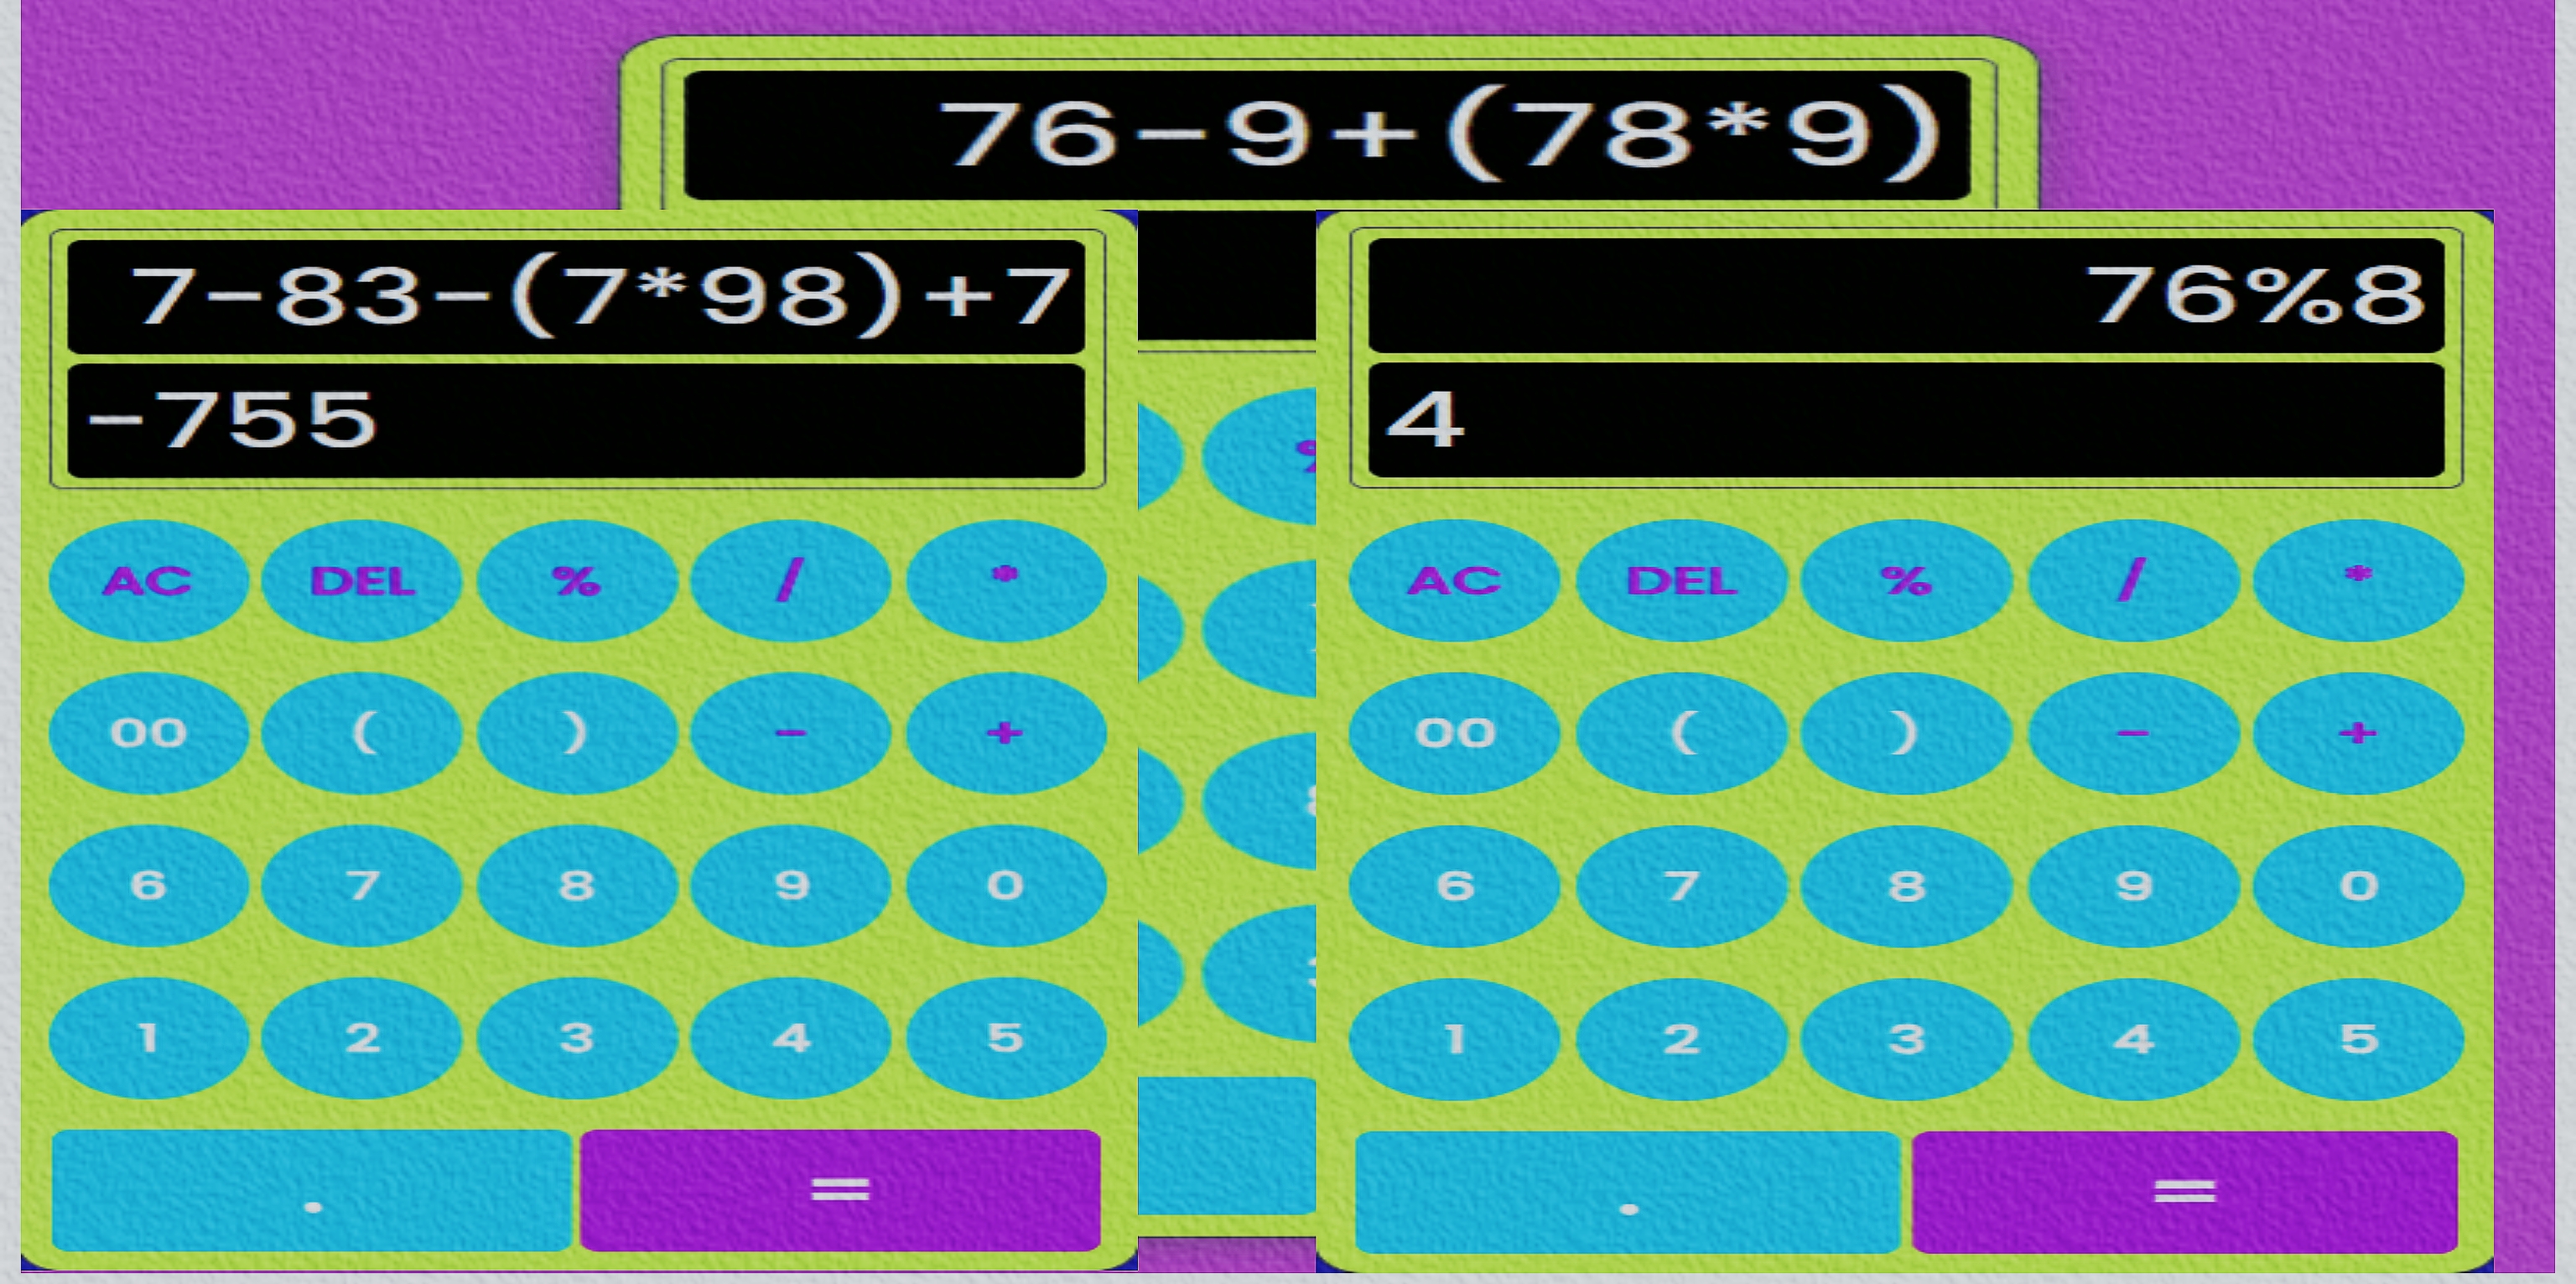 76-9+(78*9)
7-83-(7*98)+7
-755
AC DEL % / *
00 ( ) - +
6 7 8 9 0
1 2 3 4 5
. =
76%8
4
AC DEL % / *
00 ( ) - +
6 7 8 9 0
1 2 3 4 5
. =